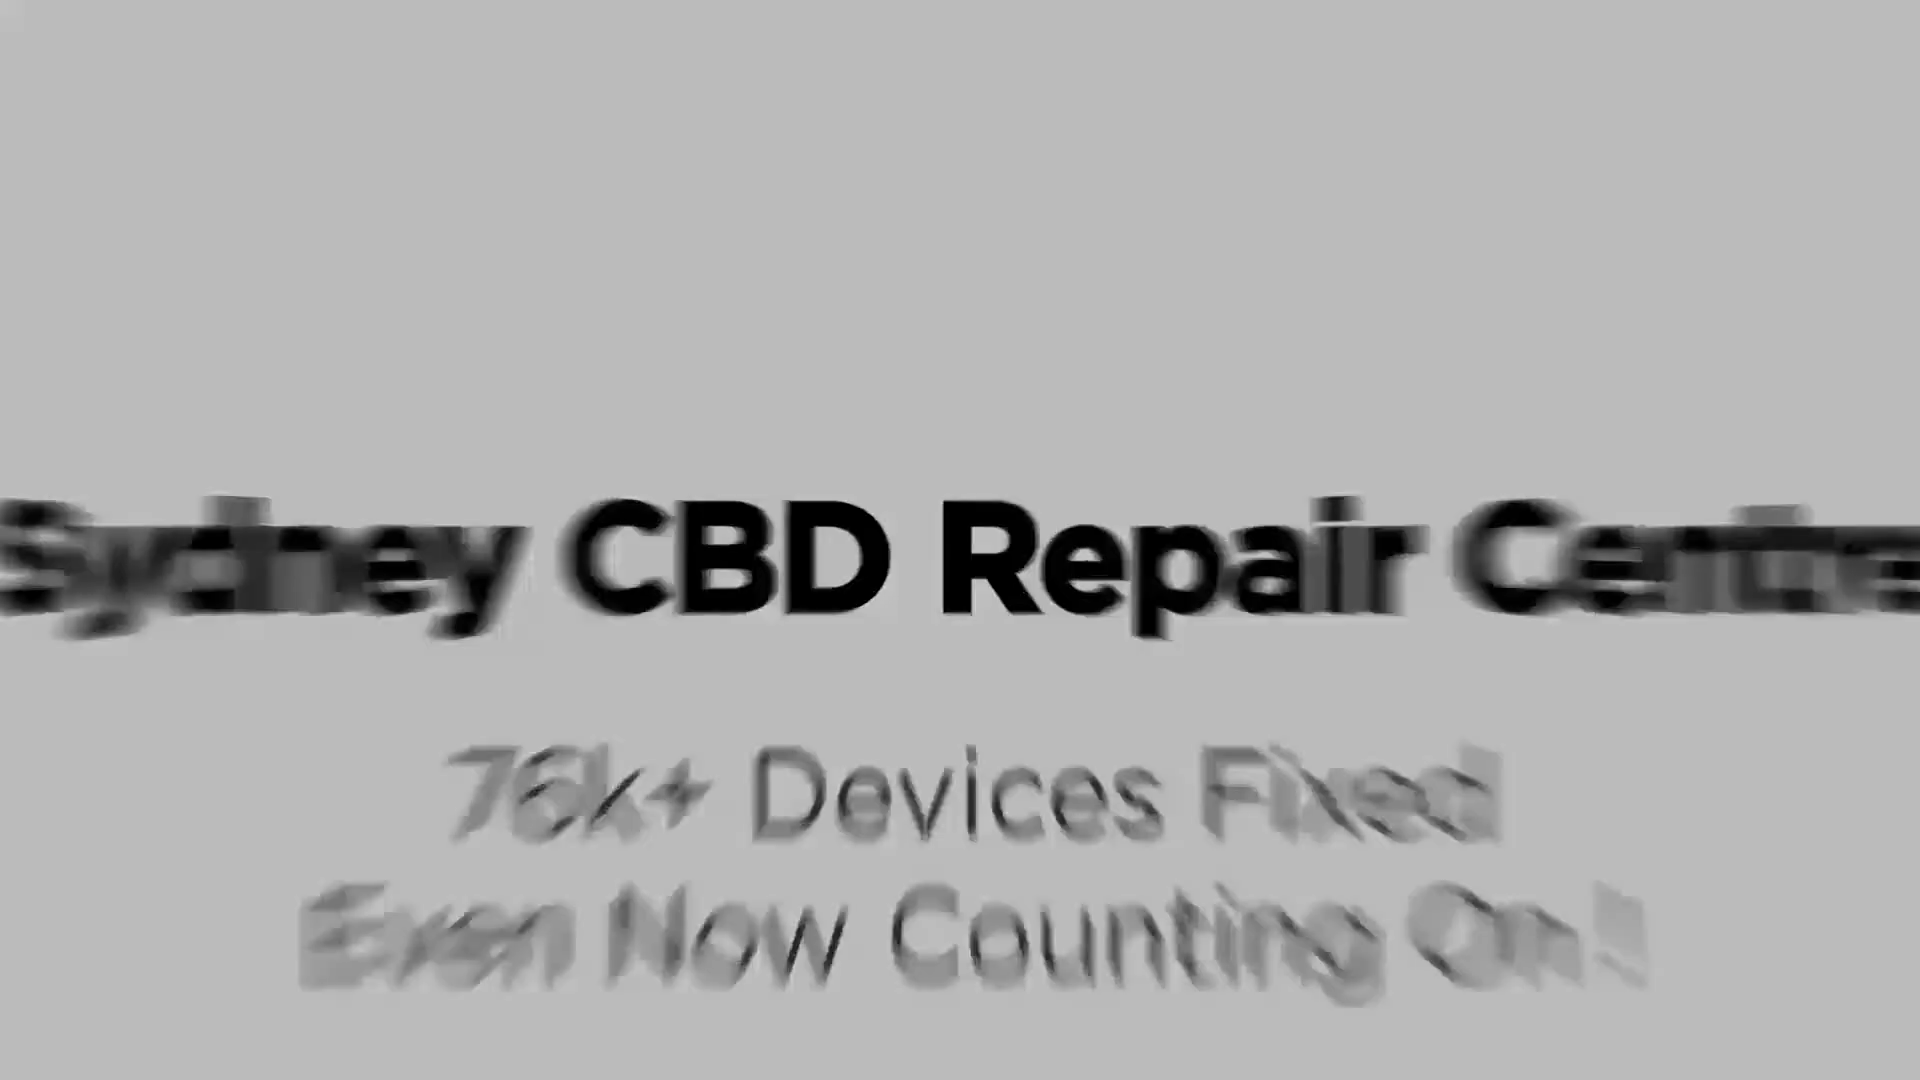 Sydney CBD Repair Centre
76k+ Devices Fixed
Even Now Counting On!